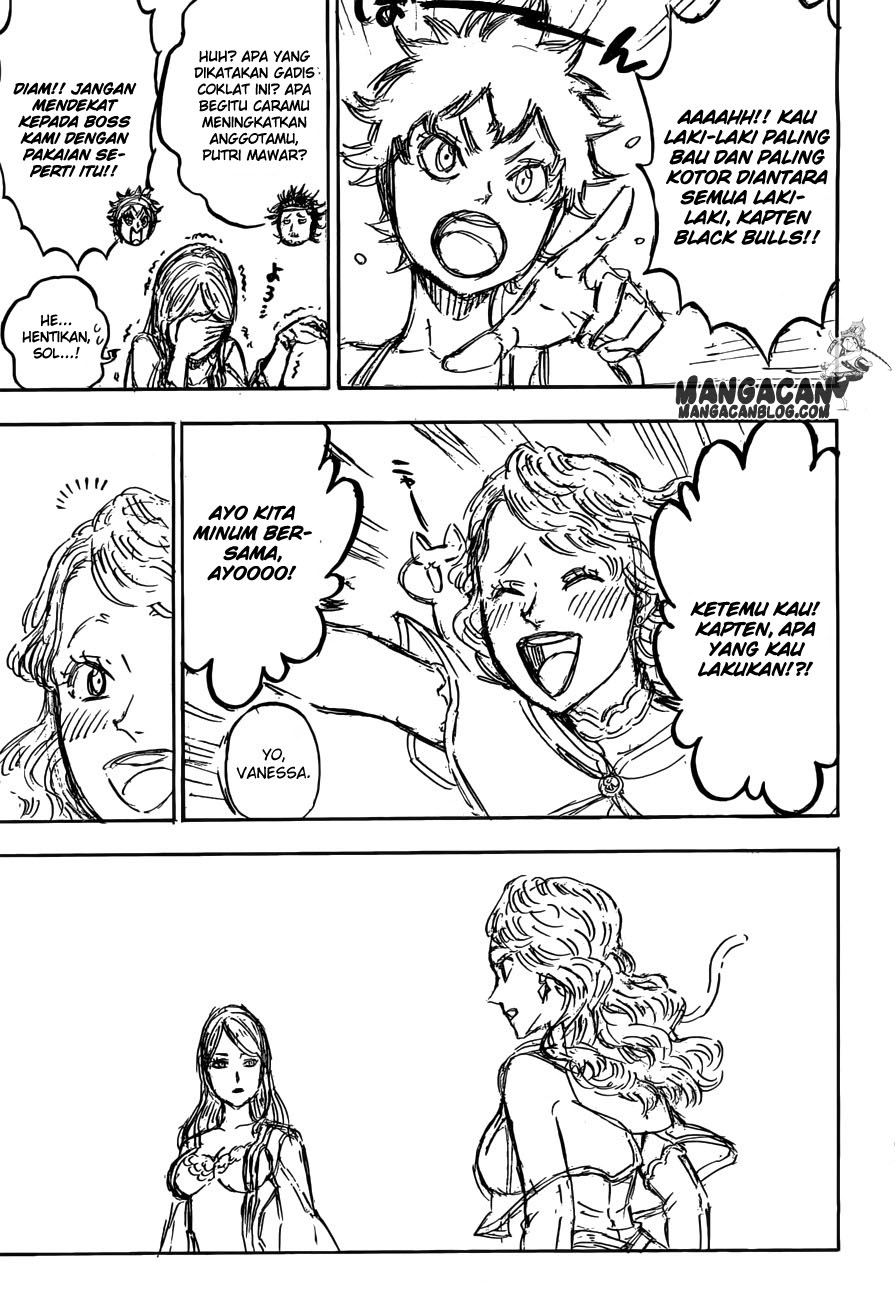 AAAAHH!! KAU
LAKI-LAKI PALING
BAU DAN PALING
KOTOR DIANTARA
SEMUA LAKI-
LAKI, KAPTEN
BLACK BULLS!!
HUH? APA YANG
DIKATAKAN GADIS
COKLAT INI? APA
BEGITU CARAMU
MENINGKATKAN
ANGGOTAMU,
PUTRI MAWAR?
DIAM!! JANGAN
MENDEKAT
KEPADA BOSS
KAMI DENGAN
PAKAIAN SE-
PERTI ITU!!
HE...
HENTIKAN,
SOL...!
MANGACAN
MANGACANBLOG.COM
KETEMU KAU!
KAPTEN, APA
YANG KAU
LAKUKAN!?!
AYO KITA
MINUM BER-
SAMA,
AYOOOO!
YO,
VANESSA.